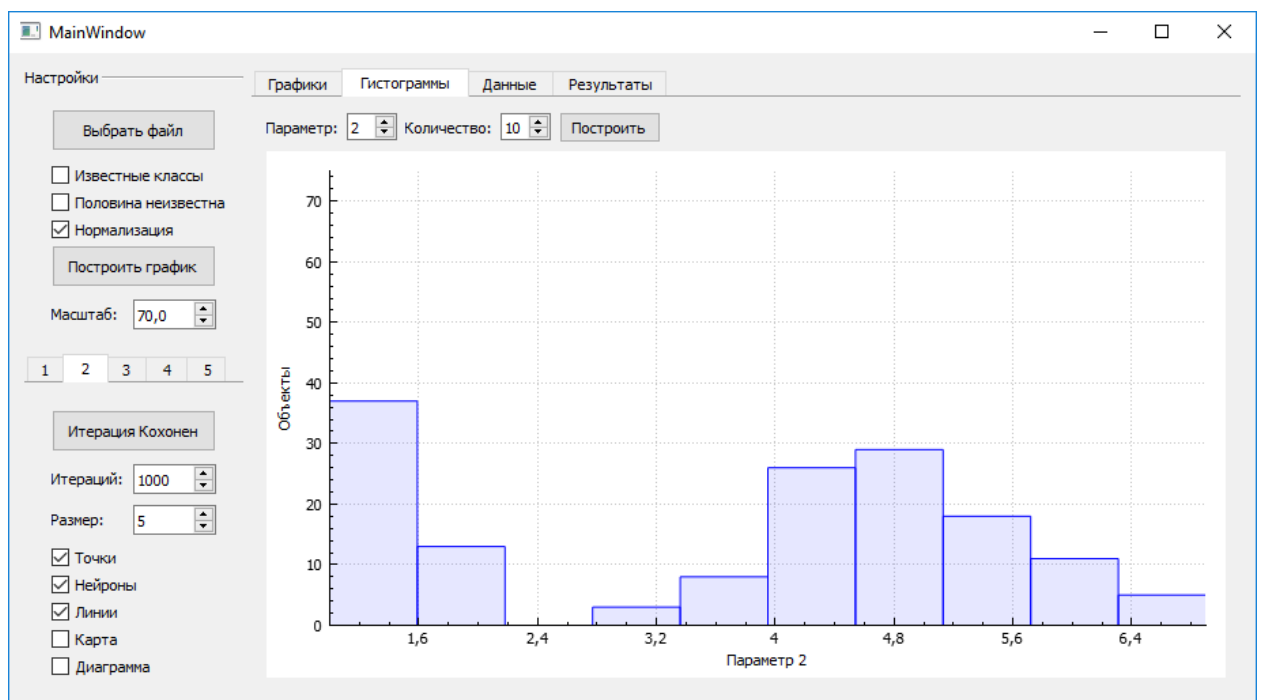 MainWindow
Настройки
Выбрать файл
Известные классы
Половина неизвестна
Нормализация
Построить график
Масштаб: 70,0
1 2 3 4 5
Итерация Кохонен
Итераций: 1000
Размер: 5
Точки
Нейроны
Линии
Карта
Диаграмма
Графики Гистограммы Данные Результаты
Параметр: 2 Количество: 10 Построить
Объекты
70
60
50
40
30
20
10
0
1,6 2,4 3,2 4 4,8 5,6 6,4
Параметр 2